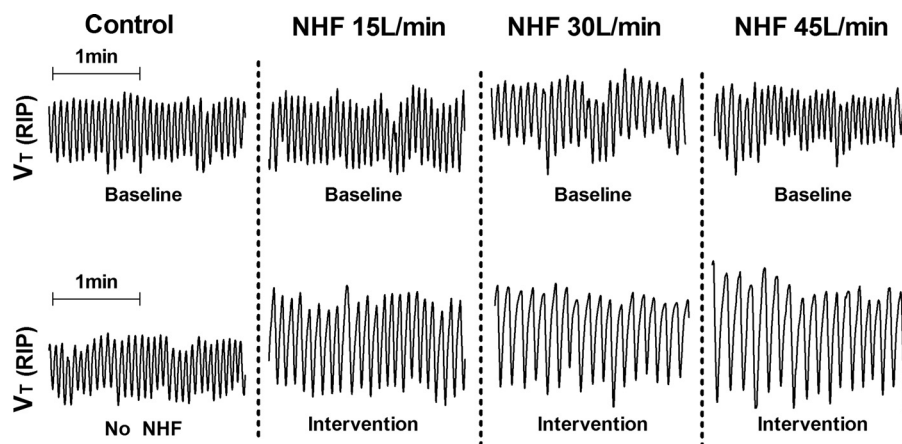 Control NHF 15L/min NHF 30L/min NHF 45L/min
1min
VT (RIP)
Baseline Baseline Baseline Baseline
1min
VT (RIP)
No NHF Intervention Intervention Intervention